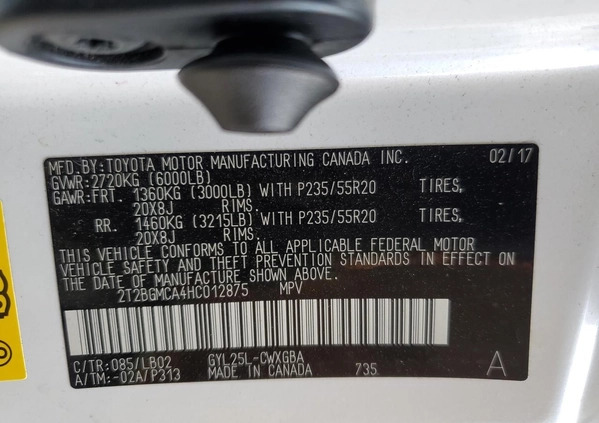 MFD.BY:TOYOTA MOTOR MANUFACTURING CANADA INC. 02/17
GVWR:2720KG (6000LB)
GAWR:FRT. 1360KG (3000LB) WITH P235/55R20 TIRES,
20X8J RIMS,
RR. 1460KG (3215LB) WITH P235/55R20 TIRES,
20X8J RIMS.
THIS VEHICLE CONFORMS TO ALL APPLICABLE FEDERAL MOTOR
VEHICLE SAFETY AND THEFT PREVENTION STANDARDS IN EFFECT ON
THE DATE OF MANUFACTURE SHOWN ABOVE.
2T2BGMCA4HC012875 MPV
C/TR:085/LB02 GYL25L-CWXGBA
A/TM:-02A/P313 MADE IN CANADA 735 A